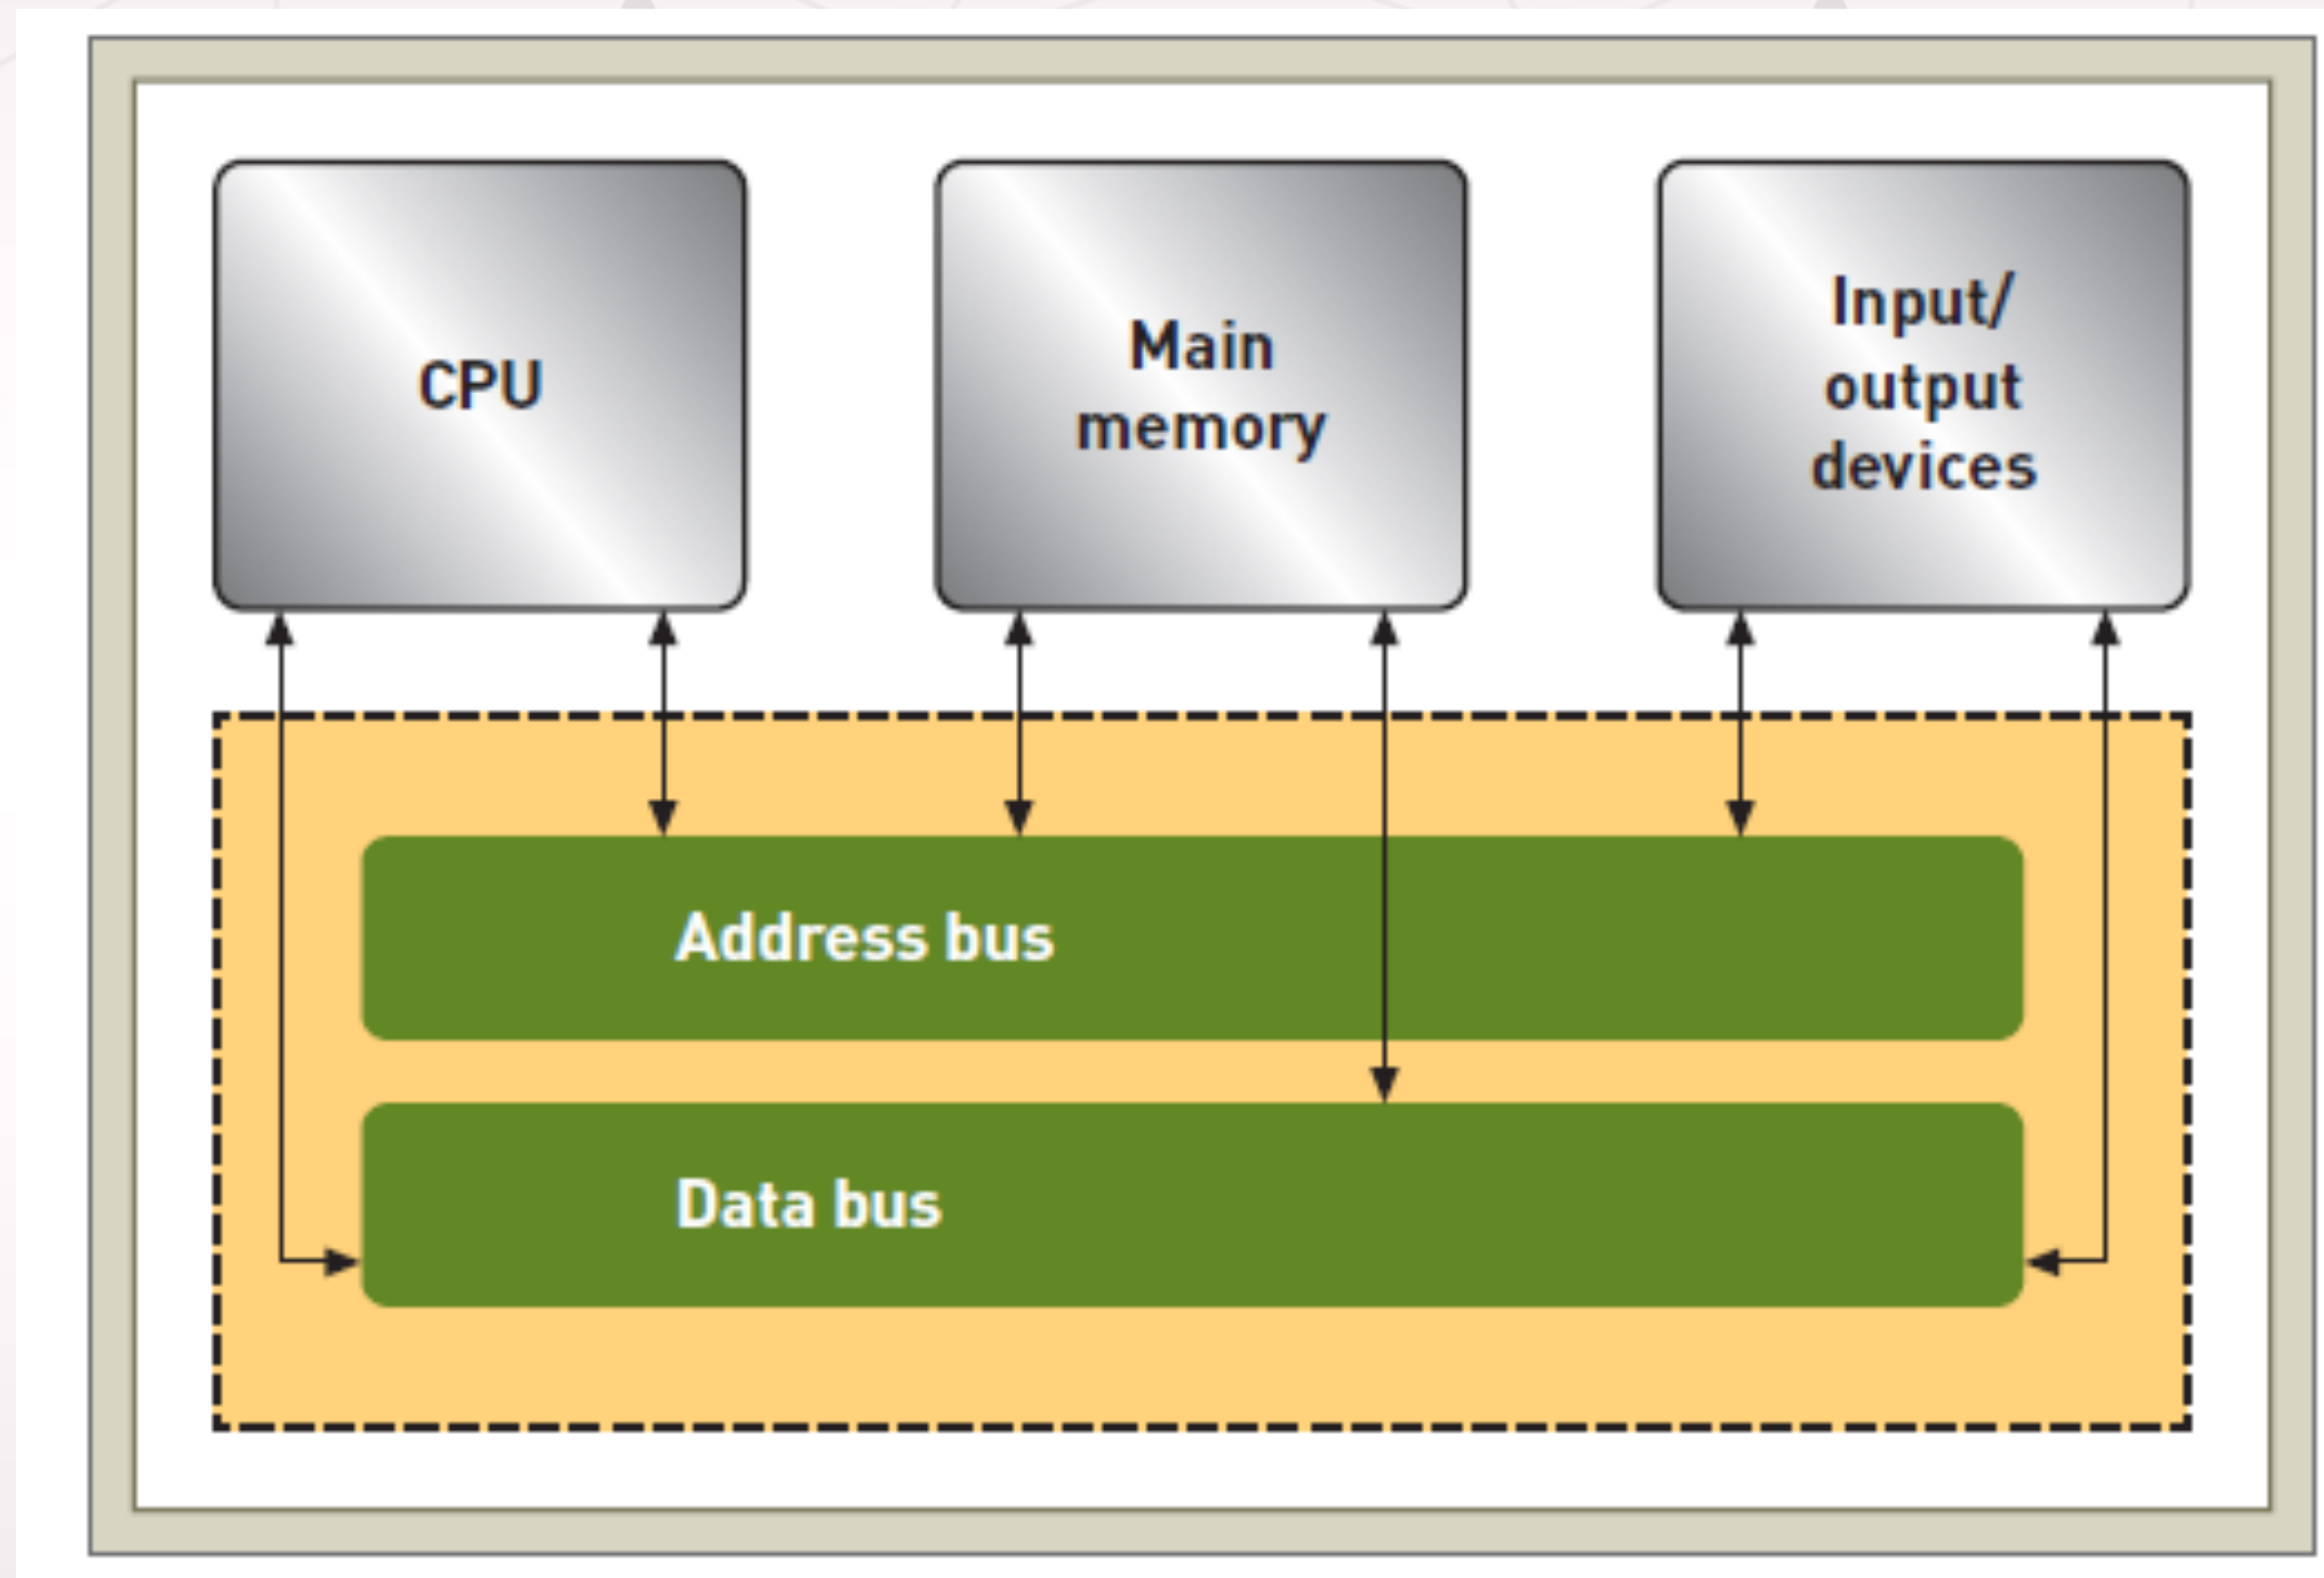 CPU
Main
memory
Input/
output
devices
Address bus
Data bus